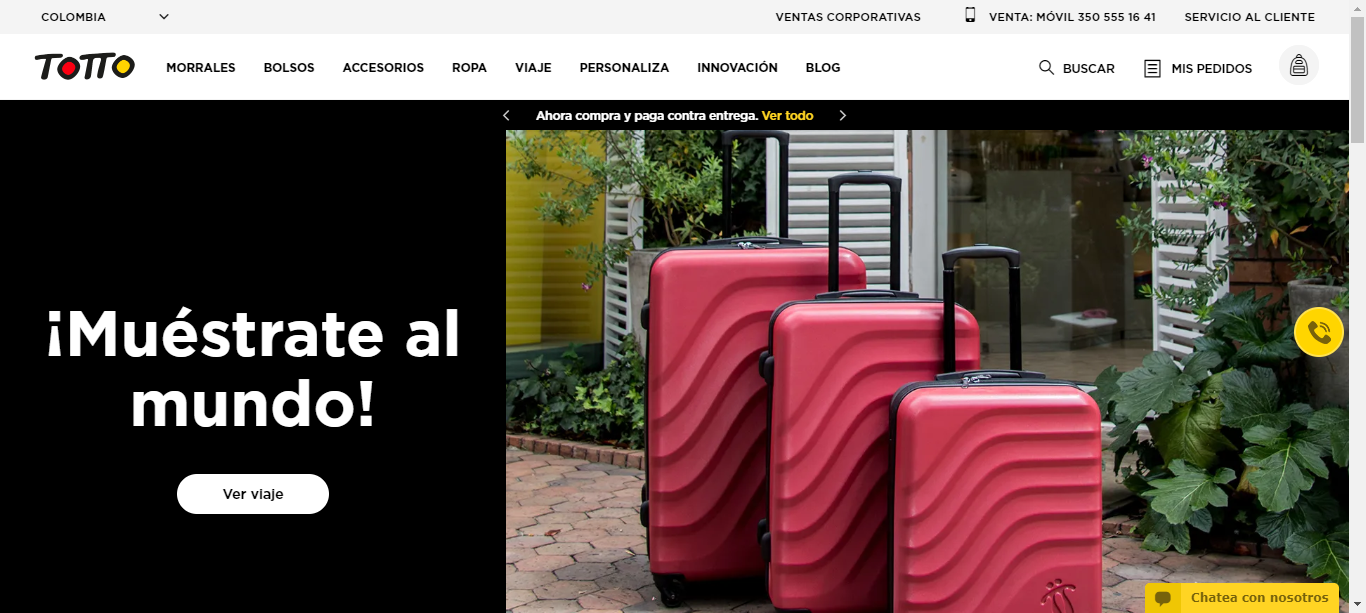 COLOMBIA
VENTAS CORPORATIVAS
VENTA: MÓVIL 350 555 16 41
SERVICIO AL CLIENTE
TOTTO
MORRALES
BOLSOS
ACCESORIOS
ROPA
VIAJE
PERSONALIZA
INNOVACIÓN
BLOG
BUSCAR
MIS PEDIDOS
Ahora compra y paga contra entrega. Ver todo
¡Muéstrate al
mundo!
Ver viaje
Chatea con nosotros